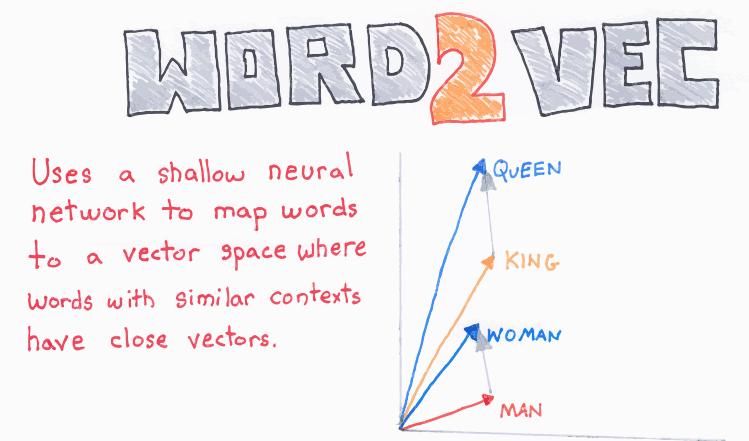 WORD2VEC
Uses a shallow neural
network to map words
to a vector space where
words with similar contexts
have close vectors.
QUEEN
KING
WOMAN
MAN